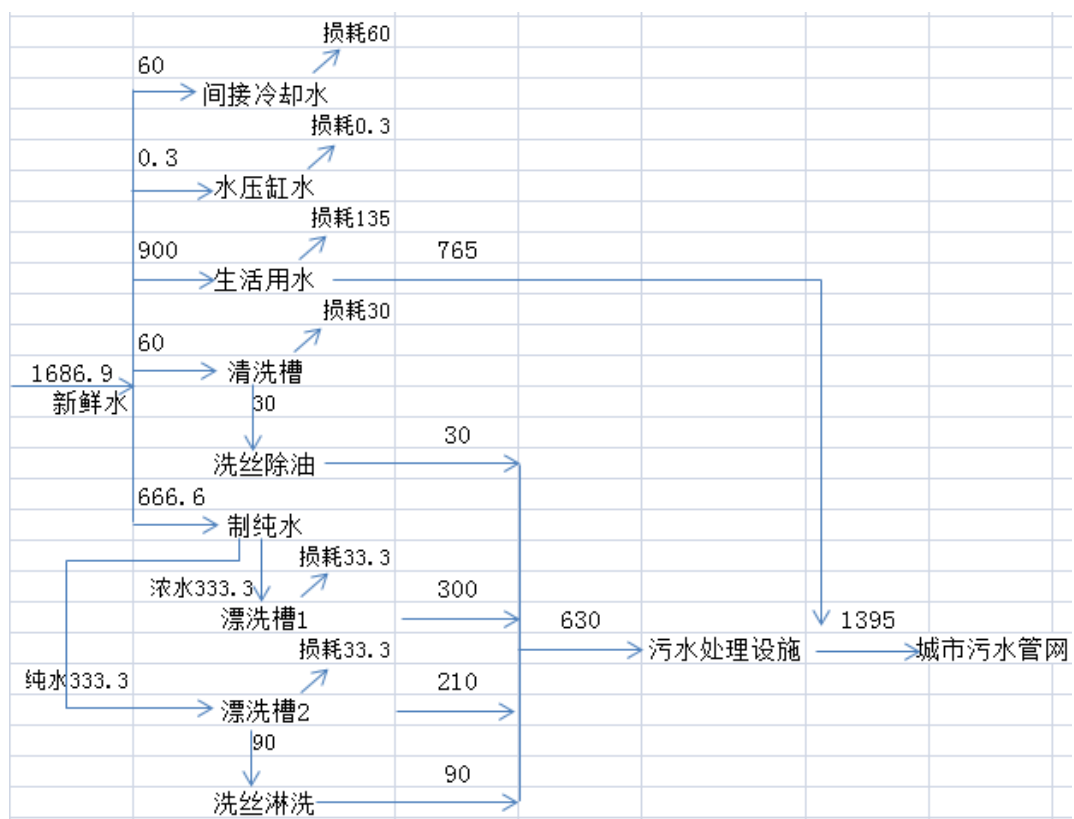 损耗60
60
间接冷却水
损耗0.3
0.3
水压缸水
损耗135
900
765
生活用水
损耗30
60
清洗槽
1686.9
新鲜水
30
30
洗丝除油
666.6
制纯水
损耗33.3
浓水333.3
300
漂洗槽1
630
1395
损耗33.3
污水处理设施
城市污水管网
纯水333.3
210
漂洗槽2
90
90
洗丝淋洗